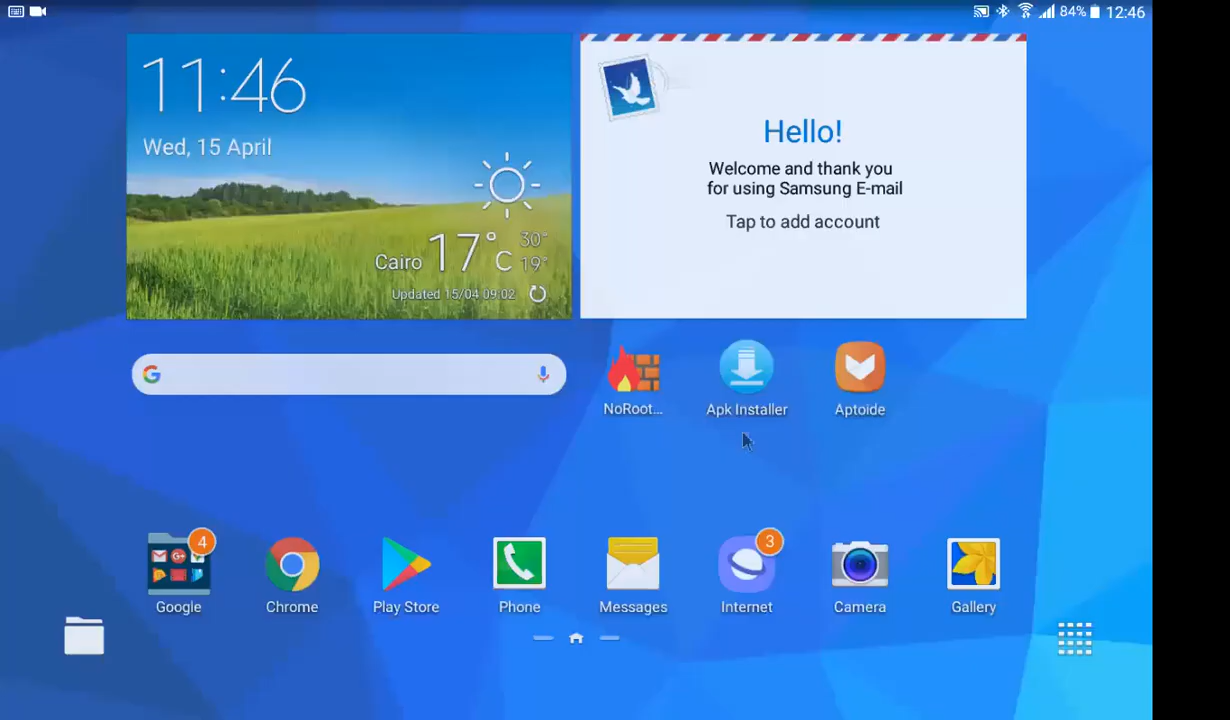 84% 12:46
11:46
Wed, 15 April
Cairo 17°C 30° 19°
Updated 15/04 09:02
Hello!
Welcome and thank you
for using Samsung E-mail
Tap to add account
NoRoot...
Apk Installer
Aptoide
4
3
Google
Chrome
Play Store
Phone
Messages
Internet
Camera
Gallery